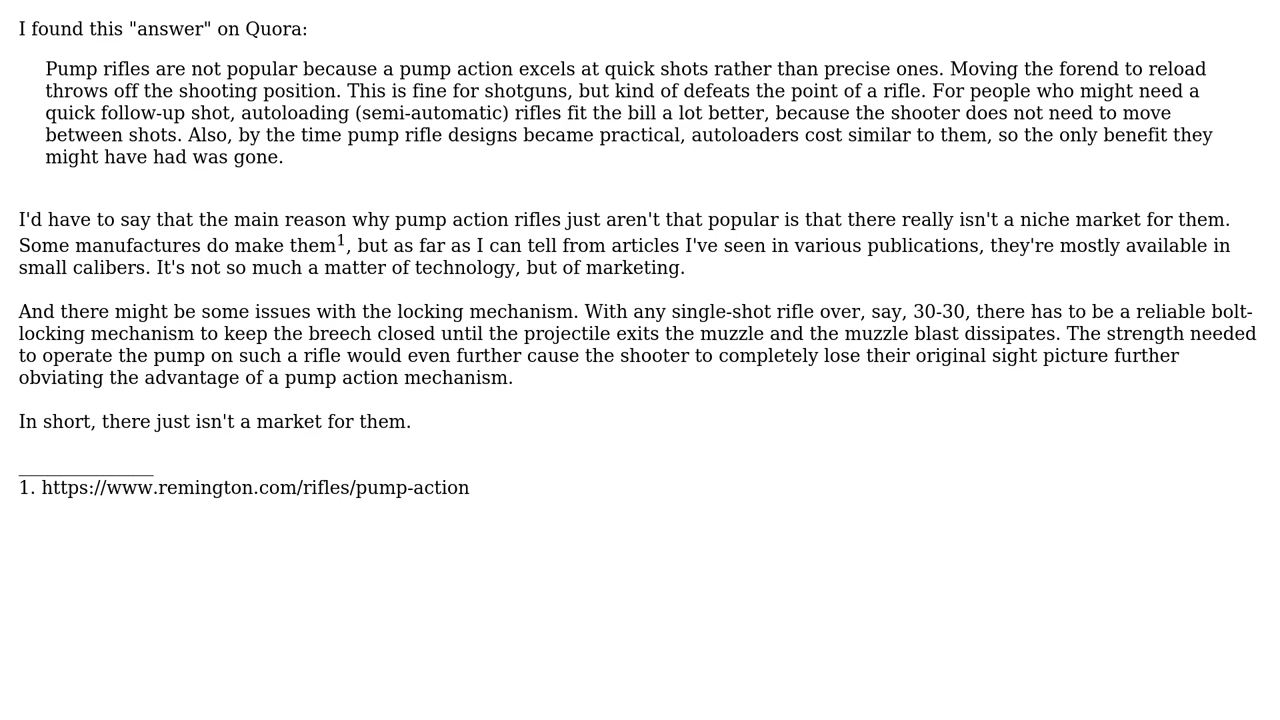 I found this "answer" on Quora:
Pump rifles are not popular because a pump action excels at quick shots rather than precise ones. Moving the forend to reload
throws off the shooting position. This is fine for shotguns, but kind of defeats the point of a rifle. For people who might need a
quick follow-up shot, autoloading (semi-automatic) rifles fit the bill a lot better, because the shooter does not need to move
between shots. Also, by the time pump rifle designs became practical, autoloaders cost similar to them, so the only benefit they
might have had was gone.
I'd have to say that the main reason why pump action rifles just aren't that popular is that there really isn't a niche market for them.
Some manufactures do make them1, but as far as I can tell from articles I've seen in various publications, they're mostly available in
small calibers. It's not so much a matter of technology, but of marketing.
And there might be some issues with the locking mechanism. With any single-shot rifle over, say, 30-30, there has to be a reliable bolt-
locking mechanism to keep the breech closed until the projectile exits the muzzle and the muzzle blast dissipates. The strength needed
to operate the pump on such a rifle would even further cause the shooter to completely lose their original sight picture further
obviating the advantage of a pump action mechanism.
In short, there just isn't a market for them.
1. https://www.remington.com/rifles/pump-action